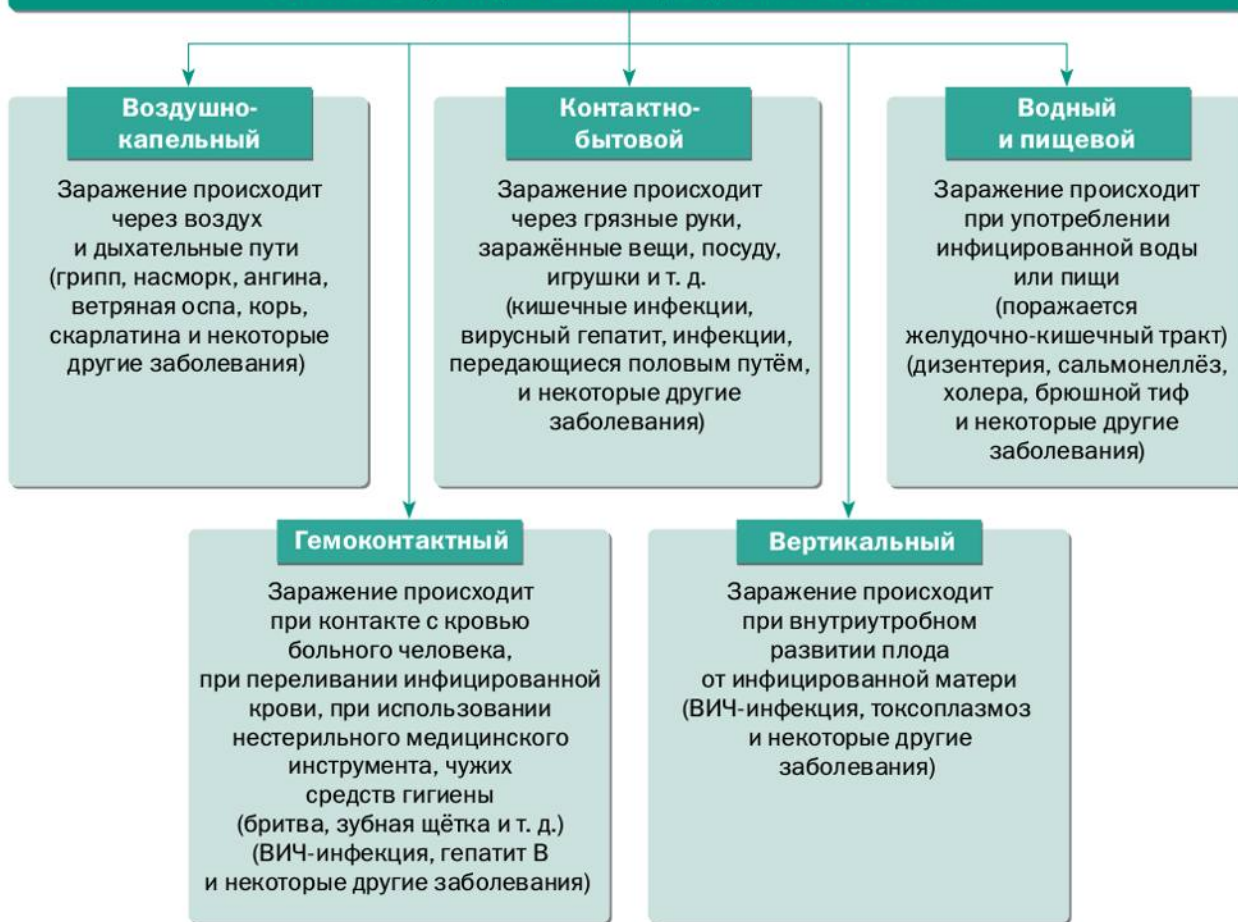 Воздушно-
капельный
Заражение происходит
через воздух
и дыхательные пути
(грипп, насморк, ангина,
ветряная оспа, корь,
скарлатина и некоторые
другие заболевания)
Контактно-
бытовой
Заражение происходит
через грязные руки,
заражённые вещи, посуду,
игрушки и т. д.
(кишечные инфекции,
вирусный гепатит, инфекции,
передающиеся половым путём,
и некоторые другие
заболевания)
Водный
и пищевой
Заражение происходит
при употреблении
инфицированной воды
или пищи
(поражается
желудочно-кишечный тракт)
(дизентерия, сальмонеллёз,
холера, брюшной тиф
и некоторые другие
заболевания)
Гемоконтактный
Заражение происходит
при контакте с кровью
больного человека,
при переливании инфицированной
крови, при использовании
нестерильного медицинского
инструмента, чужих
средств гигиены
(бритва, зубная щётка и т. д.)
(ВИЧ-инфекция, гепатит В
и некоторые другие заболевания)
Вертикальный
Заражение происходит
при внутриутробном
развитии плода
от инфицированной матери
(ВИЧ-инфекция, токсоплазмоз
и некоторые другие
заболевания)